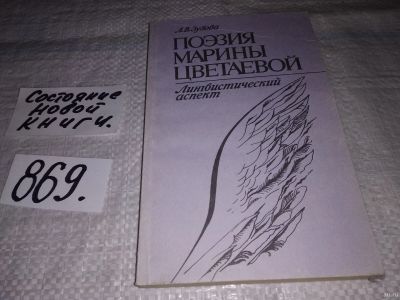 Л.В.Зубова
ПОЭЗИЯ
МАРИНЫ
ЦВЕТАЕВОЙ
Лингвистический
аспект
Состояние
новой
книги.
869.